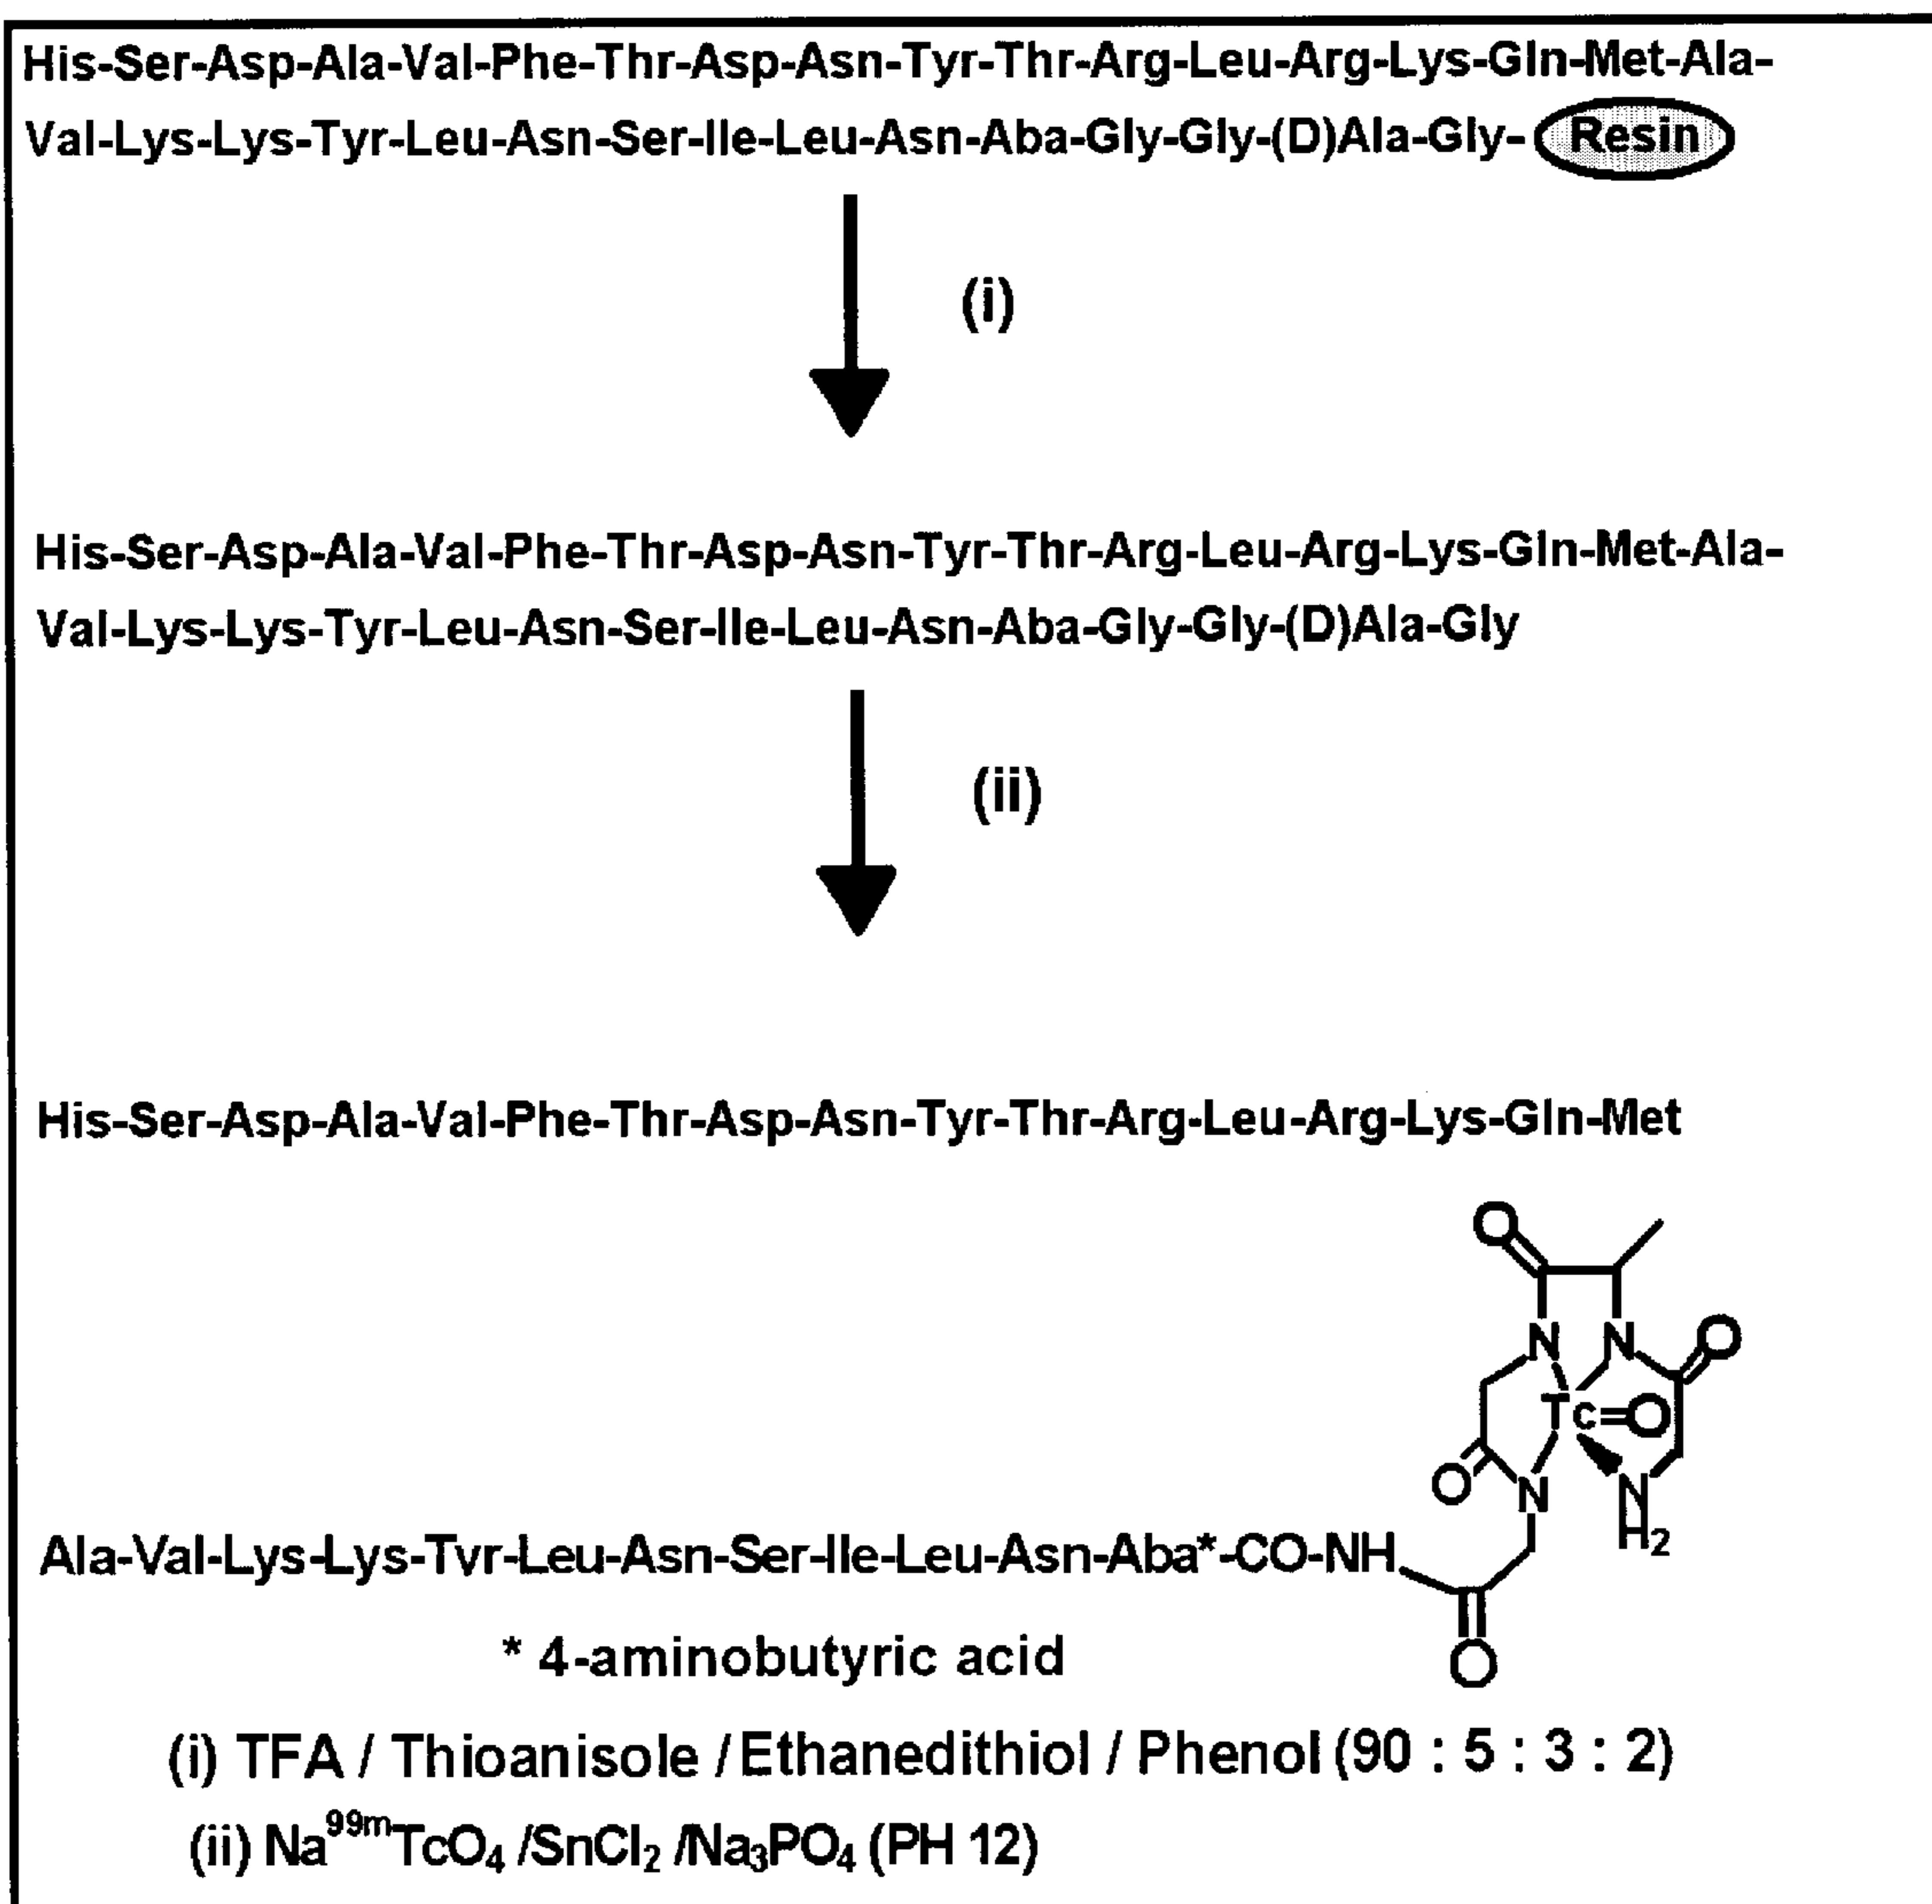 His-Ser-Asp-Ala-Val-Phe-Thr-Asp-Asn-Tyr-Thr-Arg-Leu-Arg-Lys-Gln-Met-Ala-
Val-Lys-Lys-Tyr-Leu-Asn-Ser-Ile-Leu-Asn-Aba-Gly-Gly-(D)Ala-Gly- Resin
(i)
His-Ser-Asp-Ala-Val-Phe-Thr-Asp-Asn-Tyr-Thr-Arg-Leu-Arg-Lys-Gln-Met-Ala-
Val-Lys-Lys-Tyr-Leu-Asn-Ser-Ile-Leu-Asn-Aba-Gly-Gly-(D)Ala-Gly
(ii)
His-Ser-Asp-Ala-Val-Phe-Thr-Asp-Asn-Tyr-Thr-Arg-Leu-Arg-Lys-Gln-Met
O
N N O
Tc=O
O N N
H2
Ala-Val-Lys-Lys-Tyr-Leu-Asn-Ser-Ile-Leu-Asn-Aba*-CO-NH
O
* 4-aminobutyric acid
(i) TFA / Thioanisole / Ethanedithiol / Phenol (90 : 5 : 3 : 2)
(ii) Na⁹⁹ᵐTcO₄ /SnCl₂ /Na₃PO₄ (PH 12)